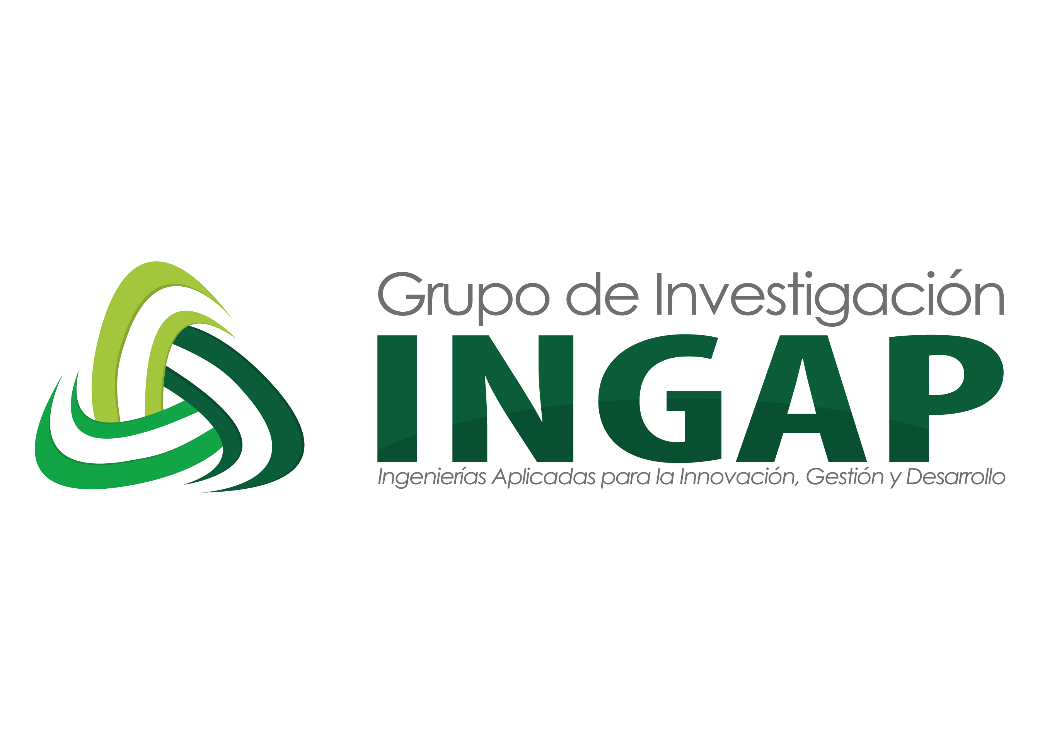 Grupo de Investigación
INGAP
Ingenierías Aplicadas para la Innovación, Gestión y Desarrollo